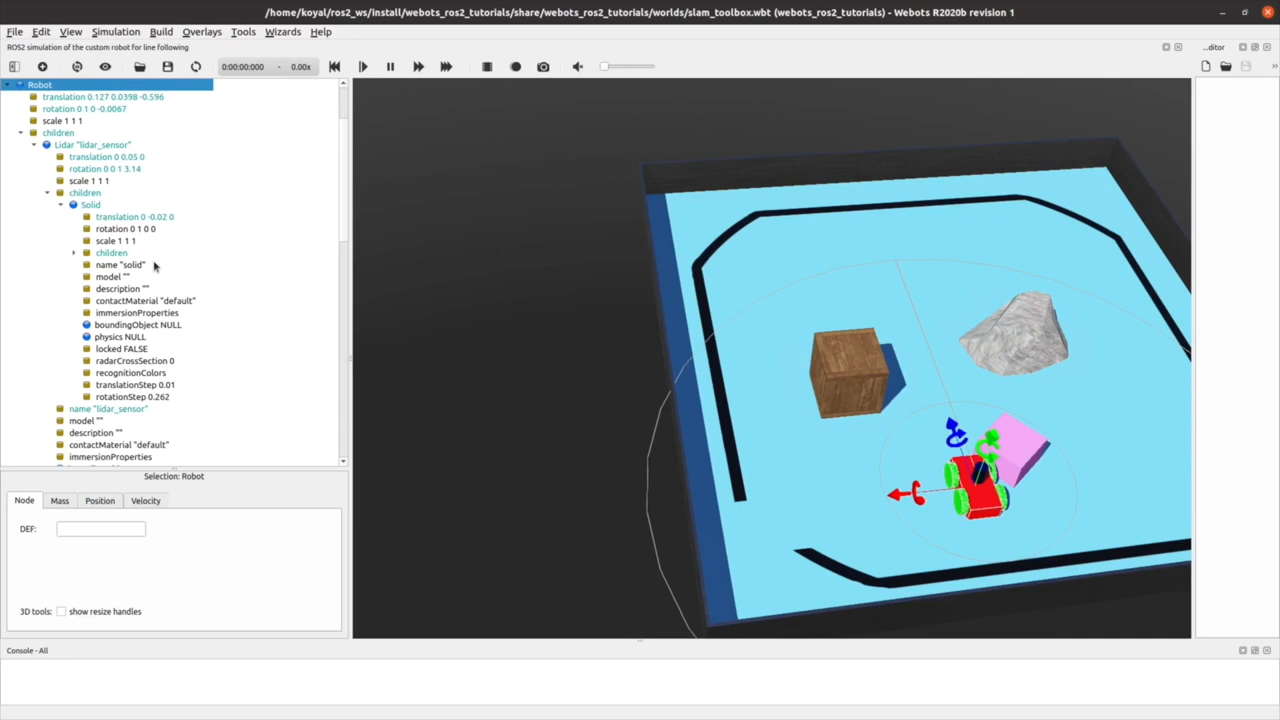 /home/koyal/ros2_ws/install/webots_ros2_tutorials/share/webots_ros2_tutorials/worlds/slam_toolbox.wbt (webots_ros2_tutorials) - Webots R2020b revision 1
File Edit View Simulation Build Overlays Tools Wizards Help
ROS2 simulation of the custom robot for line following
...ditor
0:00:00:000 - 0.00x
Robot
translation 0.127 0.0398 -0.596
rotation 0 1 0 -0.0067
scale 1 1 1
children
Lidar "lidar_sensor"
translation 0 0.05 0
rotation 0 0 1 3.14
scale 1 1 1
children
Solid
translation 0 -0.02 0
rotation 0 1 0 0
scale 1 1 1
children
name "solid"
model ""
description ""
contactMaterial "default"
immersionProperties
boundingObject NULL
physics NULL
locked FALSE
radarCrossSection 0
recognitionColors
translationStep 0.01
rotationStep 0.262
name "lidar_sensor"
model ""
description ""
contactMaterial "default"
immersionProperties
Selection: Robot
Node Mass Position Velocity
DEF:
3D tools: show resize handles
Console - All